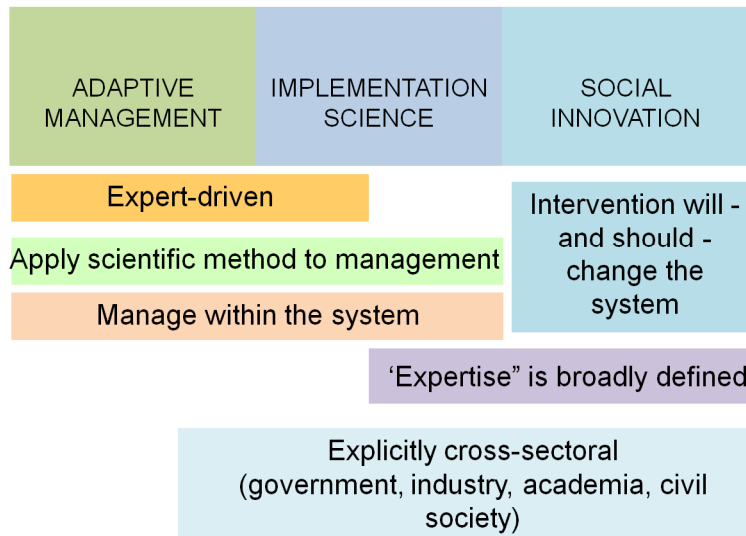 ADAPTIVE
MANAGEMENT
IMPLEMENTATION
SCIENCE
SOCIAL
INNOVATION
Expert-driven
Apply scientific method to management
Manage within the system
Intervention will -
and should -
change the
system
‘Expertise” is broadly defined
Explicitly cross-sectoral
(government, industry, academia, civil
society)